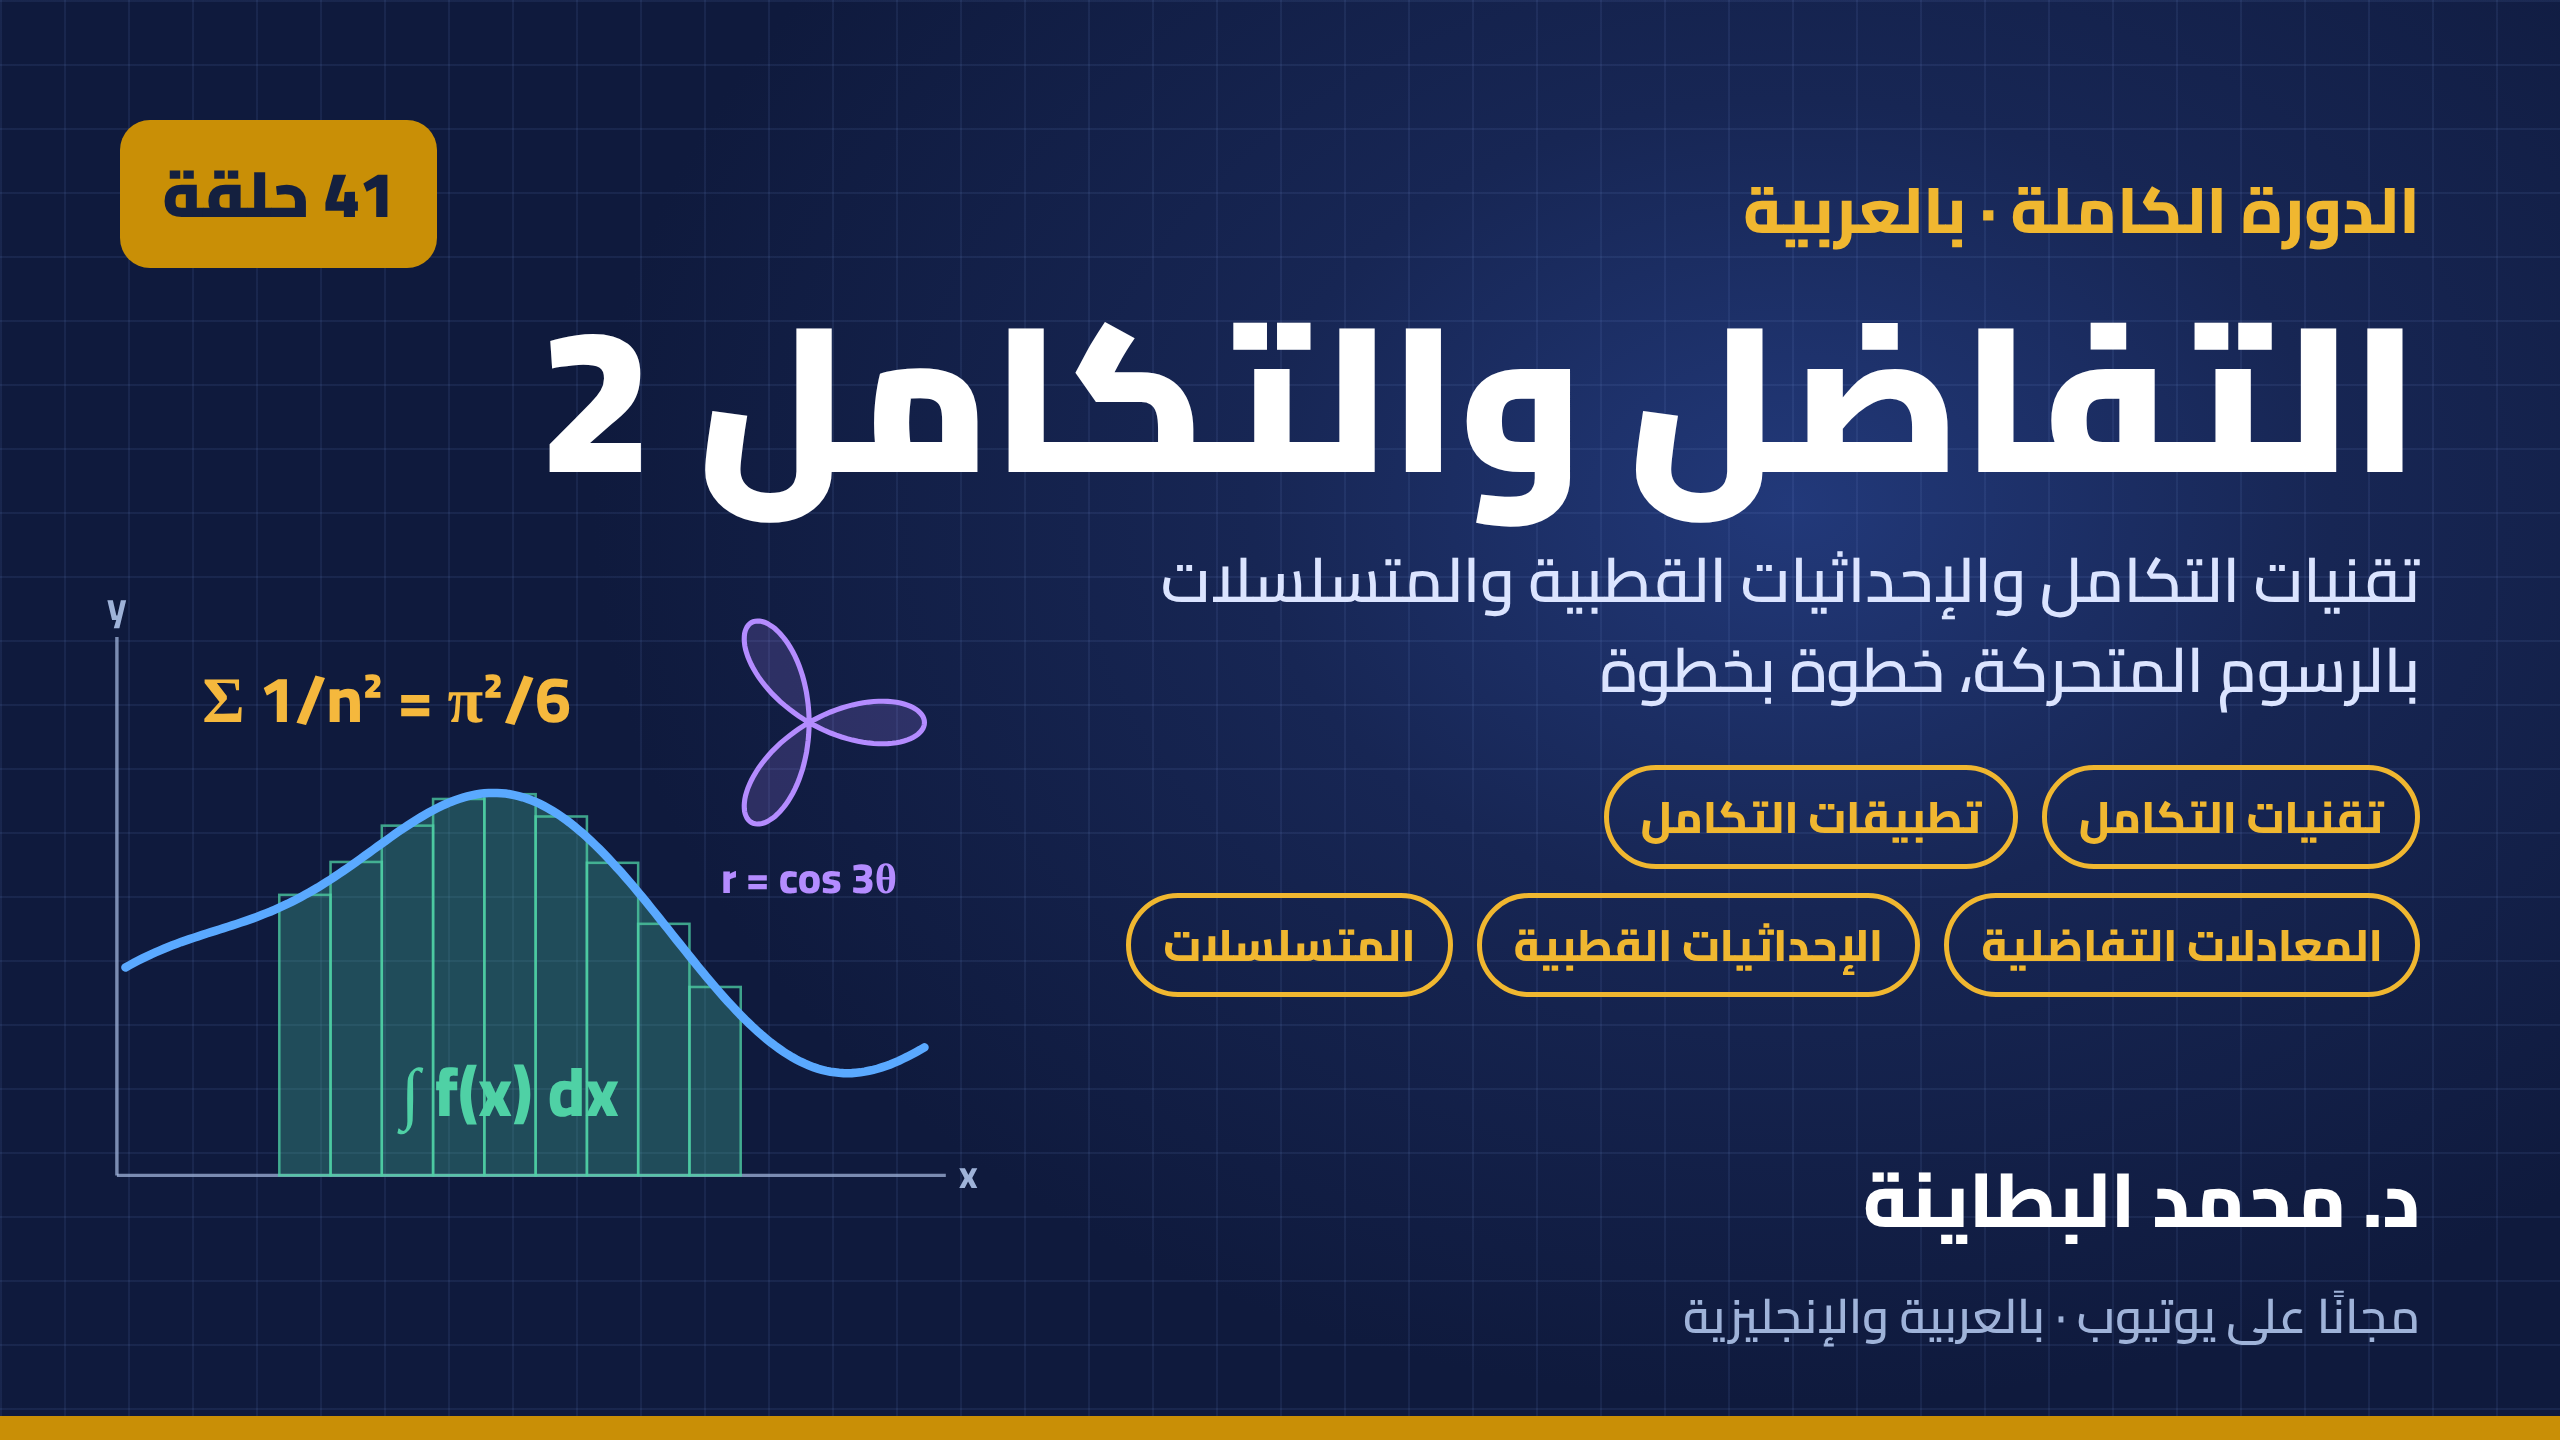 41 حلقة
الدورة الكاملة · بالعربية
التفاضل والتكامل 2
تقنيات التكامل والإحداثيات القطبية والمتسلسلات
بالرسوم المتحركة، خطوة بخطوة
تقنيات التكامل
تطبيقات التكامل
المعادلات التفاضلية
الإحداثيات القطبية
المتسلسلات
y
Σ 1/n² = π²/6
r = cos 3θ
∫ f(x) dx
x
د. محمد البطاينة
مجانًا على يوتيوب · بالعربية والإنجليزية